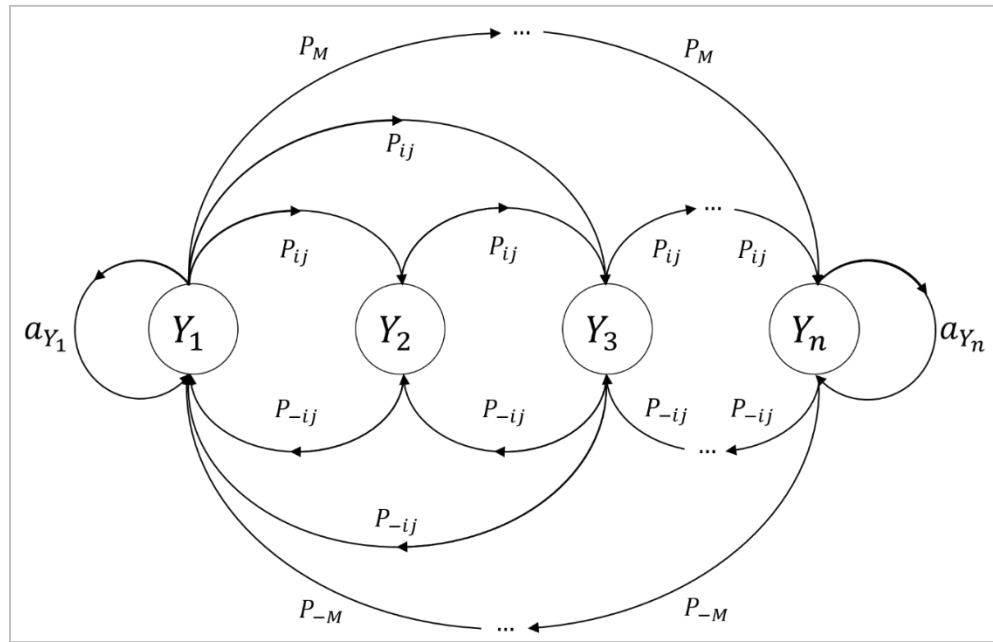 P_M ... P_M
P_{ij}
P_{ij} P_{ij} P_{ij} ... P_{ij}
a_{Y_1} Y_1 Y_2 Y_3 Y_n a_{Y_n}
P_{-ij} P_{-ij} P_{-ij} ... P_{-ij}
P_{-ij}
P_{-M} ... P_{-M}